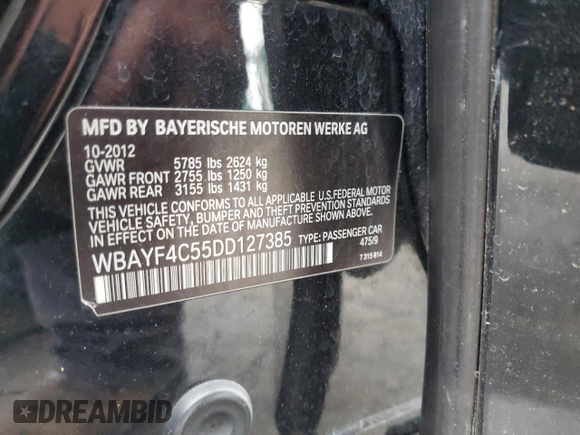 MFD BY BAYERISCHE MOTOREN WERKE AG
10-2012
GVWR 5785 lbs 2624 kg
GAWR FRONT 2755 lbs 1250 kg
GAWR REAR 3155 lbs 1431 kg
THIS VEHICLE CONFORMS TO ALL APPLICABLE U.S.FEDERAL MOTOR
VEHICLE SAFETY, BUMPER AND THEFT PREVENTION STANDARDS
IN EFFECT ON THE DATE OF MANUFACTURE SHOWN ABOVE.
WBAYF4C55DD127385 TYPE: PASSENGER CAR
475/9
7 315 814
DREAMBID